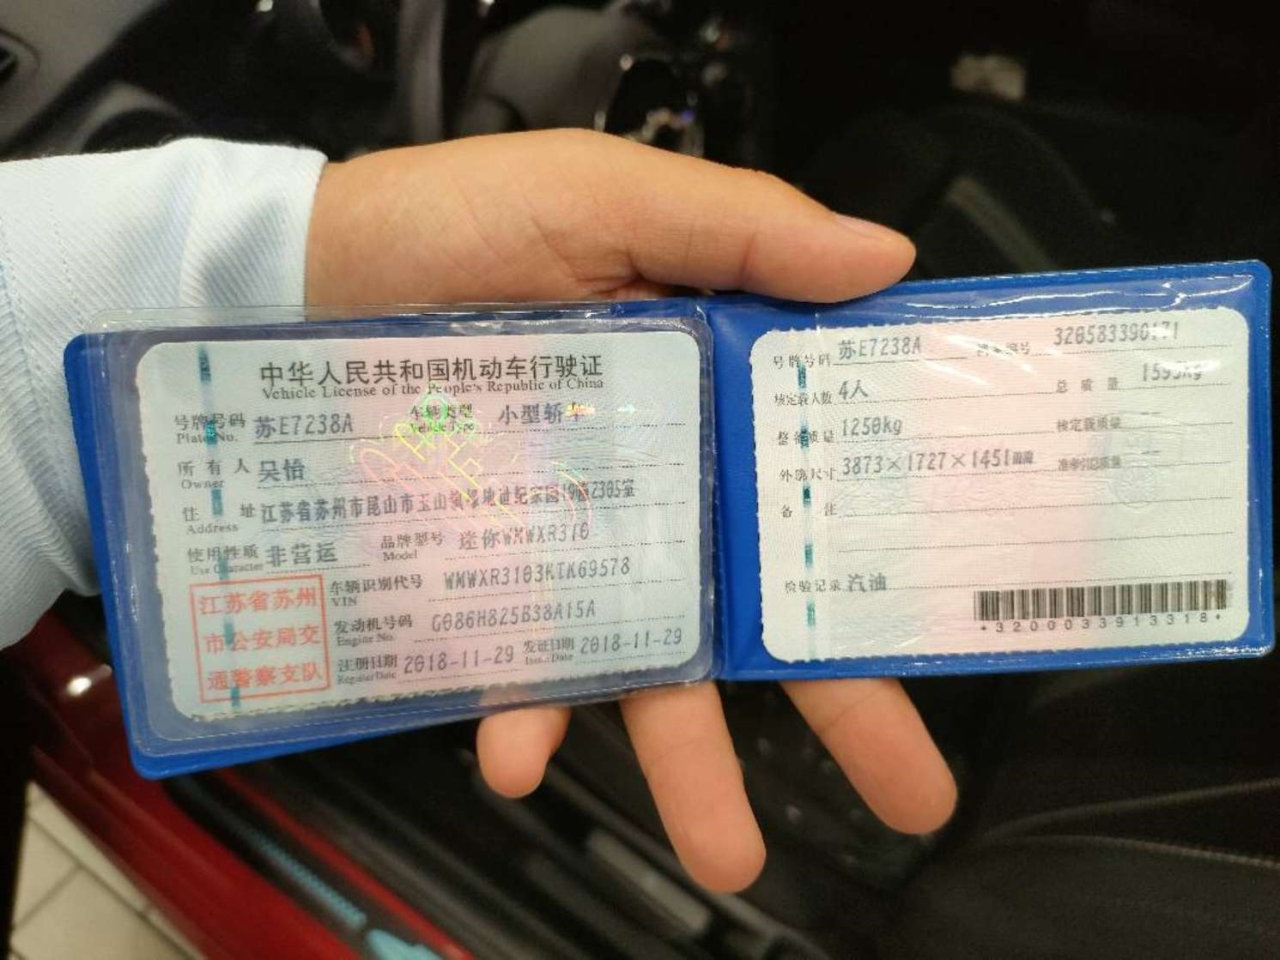 中华人民共和国机动车行驶证
Vehicle License of the People's Republic of China
号牌号码 苏E7238A 车辆类型 小型轿车
Plate No. Vehicle Type
所有人 吴怡
Owner
住址 江苏省苏州市昆山市玉山镇绿地世纪家园
Address
使用性质 非营运 品牌型号 迷你WMWXR310
Use Character Model
江苏省苏州
市公安局交
通警察支队
车辆识别代号 WMWXR3103KTK69578
VIN
发动机号码 G086H825B38A15A
Engine No.
注册日期 2018-11-29 发证日期 2018-11-29
Register Date Issue Date
号牌号码 苏E7238A 档案编号
核定载人数 4人 总质量
整备质量 1250kg 核定载质量 --
外廓尺寸 3873×1727×1451mm 准牵引总质量 --
备注
检验记录 汽油
*3200033913318*